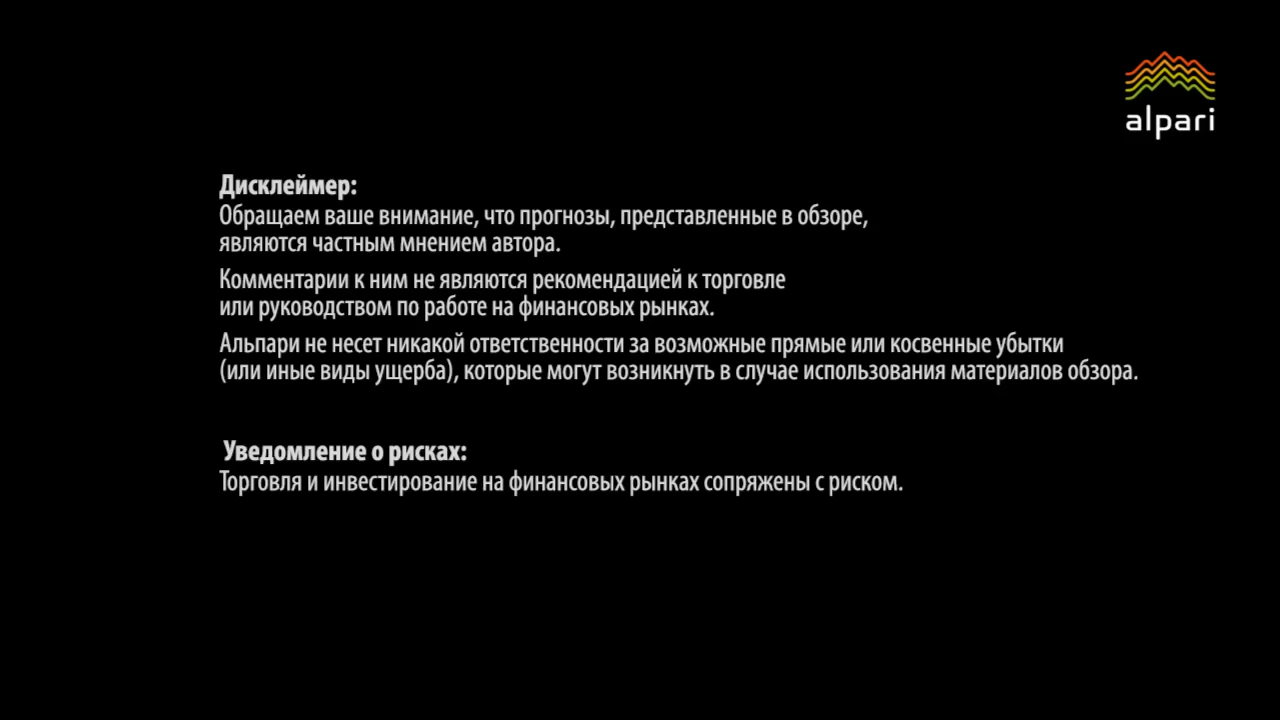 alpari
Дисклеймер:
Обращаем ваше внимание, что прогнозы, представленные в обзоре,
являются частным мнением автора.
Комментарии к ним не являются рекомендацией к торговле
или руководством по работе на финансовых рынках.
Альпари не несет никакой ответственности за возможные прямые или косвенные убытки
(или иные виды ущерба), которые могут возникнуть в случае использования материалов обзора.
Уведомление о рисках:
Торговля и инвестирование на финансовых рынках сопряжены с риском.